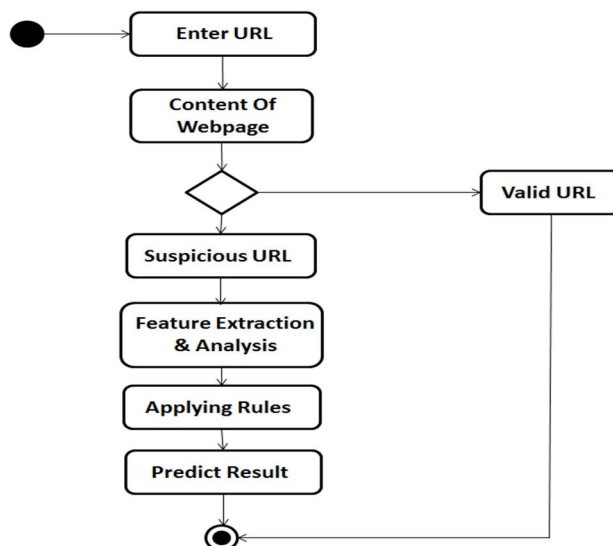 Enter URL
Content Of
Webpage
Valid URL
Suspicious URL
Feature Extraction
& Analysis
Applying Rules
Predict Result